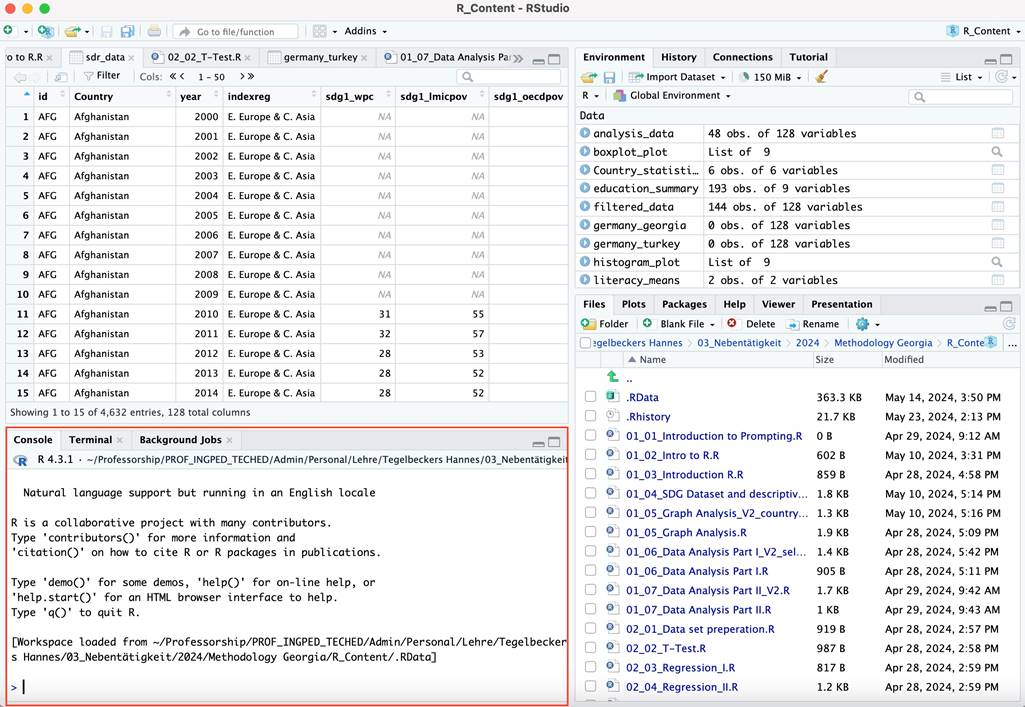 R_Content - RStudio
Go to file/function
Addins
R_Content
o to R.R
sdr_data
02_02_T-Test.R
germany_turkey
01_07_Data Analysis Pa
Filter
Cols:
1 - 50
id Country year indexreg sdg1_wpc sdg1_lmicpov sdg1_oecdpov
1 AFG Afghanistan 2000 E. Europe & C. Asia NA NA
2 AFG Afghanistan 2001 E. Europe & C. Asia NA NA
3 AFG Afghanistan 2002 E. Europe & C. Asia NA NA
4 AFG Afghanistan 2003 E. Europe & C. Asia NA NA
5 AFG Afghanistan 2004 E. Europe & C. Asia NA NA
6 AFG Afghanistan 2005 E. Europe & C. Asia NA NA
7 AFG Afghanistan 2006 E. Europe & C. Asia NA NA
8 AFG Afghanistan 2007 E. Europe & C. Asia NA NA
9 AFG Afghanistan 2008 E. Europe & C. Asia NA NA
10 AFG Afghanistan 2009 E. Europe & C. Asia NA NA
11 AFG Afghanistan 2010 E. Europe & C. Asia 31 55
12 AFG Afghanistan 2011 E. Europe & C. Asia 32 57
13 AFG Afghanistan 2012 E. Europe & C. Asia 28 53
14 AFG Afghanistan 2013 E. Europe & C. Asia 28 52
15 AFG Afghanistan 2014 E. Europe & C. Asia 28 52
Showing 1 to 15 of 4,632 entries, 128 total columns
Console Terminal Background Jobs
R 4.3.1 · ~/Professorship/PROF_INGPED_TECHED/Admin/Personal/Lehre/Tegelbeckers Hannes/03_Nebentätigkeit
Natural language support but running in an English locale
R is a collaborative project with many contributors.
Type 'contributors()' for more information and
'citation()' on how to cite R or R packages in publications.
Type 'demo()' for some demos, 'help()' for on-line help, or
'help.start()' for an HTML browser interface to help.
Type 'q()' to quit R.
[Workspace loaded from ~/Professorship/PROF_INGPED_TECHED/Admin/Personal/Lehre/Tegelbecker
s Hannes/03_Nebentätigkeit/2024/Methodology Georgia/R_Content/.RData]
>
Environment History Connections Tutorial
Import Dataset 150 MiB List
R Global Environment
Data
analysis_data 48 obs. of 128 variables
boxplot_plot List of 9
Country_statisti… 6 obs. of 6 variables
education_summary 193 obs. of 9 variables
filtered_data 144 obs. of 128 variables
germany_georgia 0 obs. of 128 variables
germany_turkey 0 obs. of 128 variables
histogram_plot List of 9
literacy_means 2 obs. of 2 variables
Files Plots Packages Help Viewer Presentation
Folder Blank File Delete Rename
egelbeckers Hannes 03_Nebentätigkeit 2024 Methodology Georgia R_Conte ...
Name Size Modified
..
.RData 363.3 KB May 14, 2024, 3:50 PM
.Rhistory 21.7 KB May 23, 2024, 2:13 PM
01_01_Introduction to Prompting.R 0 B Apr 29, 2024, 9:12 AM
01_02_Intro to R.R 602 B May 10, 2024, 3:31 PM
01_03_Introduction R.R 859 B Apr 28, 2024, 4:58 PM
01_04_SDG Dataset and descriptiv... 1.8 KB May 10, 2024, 5:14 PM
01_05_Graph Analysis_V2_country... 1.3 KB May 10, 2024, 5:16 PM
01_05_Graph Analysis.R 1.9 KB Apr 28, 2024, 5:09 PM
01_06_Data Analysis Part I_V2_sel... 1.4 KB Apr 28, 2024, 5:42 PM
01_06_Data Analysis Part I.R 905 B Apr 28, 2024, 5:11 PM
01_07_Data Analysis Part II_V2.R 1.7 KB Apr 29, 2024, 9:42 AM
01_07_Data Analysis Part II.R 1 KB Apr 29, 2024, 9:43 AM
02_01_Data set preperation.R 919 B Apr 28, 2024, 2:57 PM
02_02_T-Test.R 987 B Apr 28, 2024, 2:58 PM
02_03_Regression_I.R 817 B Apr 28, 2024, 2:59 PM
02_04_Regression_II.R 1.2 KB Apr 28, 2024, 2:59 PM